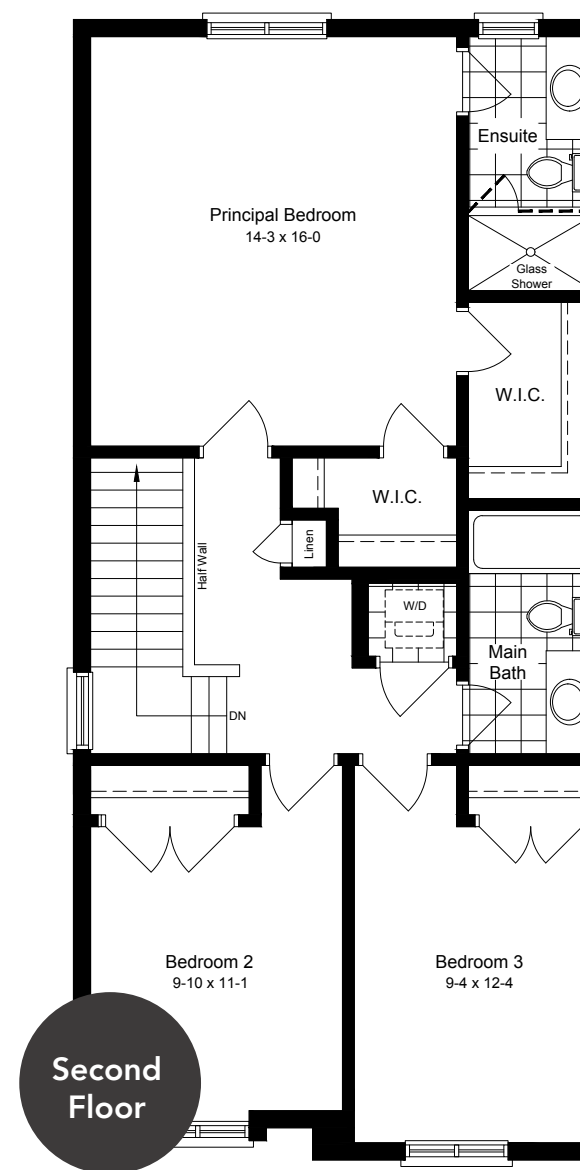 Ensuite
Principal Bedroom
14-3 x 16-0
Glass
Shower
W.I.C.
W.I.C.
Linen
Half Wall
W/D
Main
Bath
DN
Bedroom 2
9-10 x 11-1
Bedroom 3
9-4 x 12-4
Second
Floor